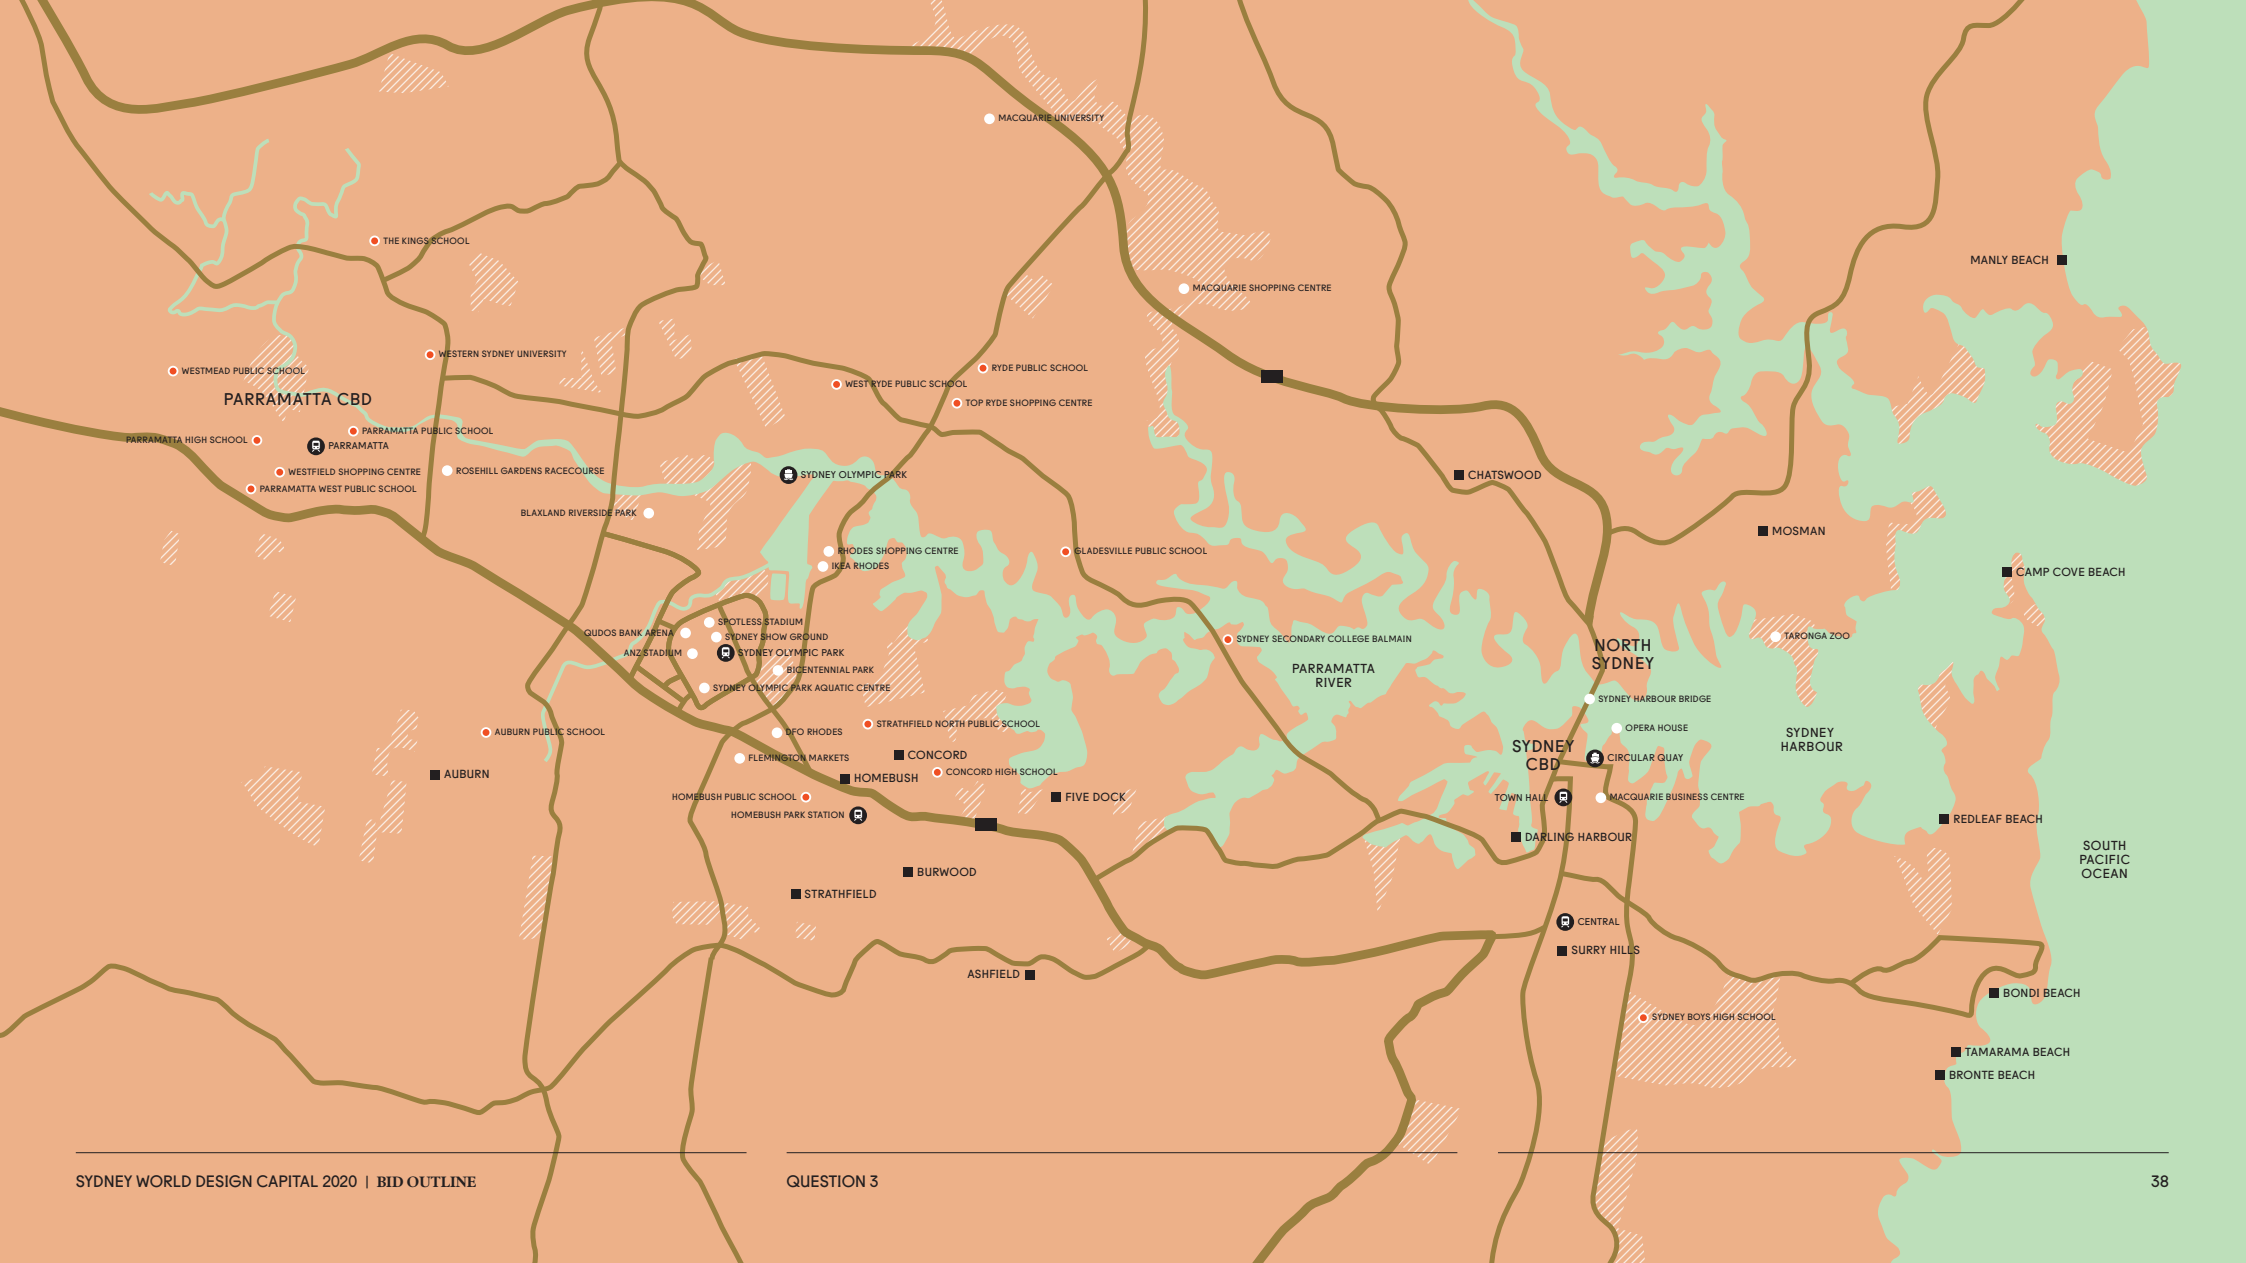 MACQUARIE UNIVERSITY
THE KINGS SCHOOL
MANLY BEACH
MACQUARIE SHOPPING CENTRE
WESTERN SYDNEY UNIVERSITY
WESTMEAD PUBLIC SCHOOL
RYDE PUBLIC SCHOOL
WEST RYDE PUBLIC SCHOOL
PARRAMATTA CBD
TOP RYDE SHOPPING CENTRE
PARRAMATTA PUBLIC SCHOOL
PARRAMATTA HIGH SCHOOL
PARRAMATTA
WESTFIELD SHOPPING CENTRE
ROSEHILL GARDENS RACECOURSE
SYDNEY OLYMPIC PARK
CHATSWOOD
PARRAMATTA WEST PUBLIC SCHOOL
BLAXLAND RIVERSIDE PARK
MOSMAN
RHODES SHOPPING CENTRE
GLADESVILLE PUBLIC SCHOOL
IKEA RHODES
CAMP COVE BEACH
SPOTLESS STADIUM
QUDOS BANK ARENA
SYDNEY SHOW GROUND
SYDNEY SECONDARY COLLEGE BALMAIN
TARONGA ZOO
NORTH
SYDNEY
ANZ STADIUM
SYDNEY OLYMPIC PARK
BICENTENNIAL PARK
PARRAMATTA
RIVER
SYDNEY OLYMPIC PARK AQUATIC CENTRE
SYDNEY HARBOUR BRIDGE
STRATHFIELD NORTH PUBLIC SCHOOL
OPERA HOUSE
AUBURN PUBLIC SCHOOL
DFO RHODES
SYDNEY
HARBOUR
SYDNEY
CBD
CONCORD
FLEMINGTON MARKETS
CIRCULAR QUAY
AUBURN
HOMEBUSH
CONCORD HIGH SCHOOL
HOMEBUSH PUBLIC SCHOOL
FIVE DOCK
TOWN HALL
MACQUARIE BUSINESS CENTRE
HOMEBUSH PARK STATION
REDLEAF BEACH
DARLING HARBOUR
SOUTH
PACIFIC
OCEAN
BURWOOD
STRATHFIELD
CENTRAL
SURRY HILLS
ASHFIELD
BONDI BEACH
SYDNEY BOYS HIGH SCHOOL
TAMARAMA BEACH
BRONTE BEACH
SYDNEY WORLD DESIGN CAPITAL 2020 | BID OUTLINE
QUESTION 3
38